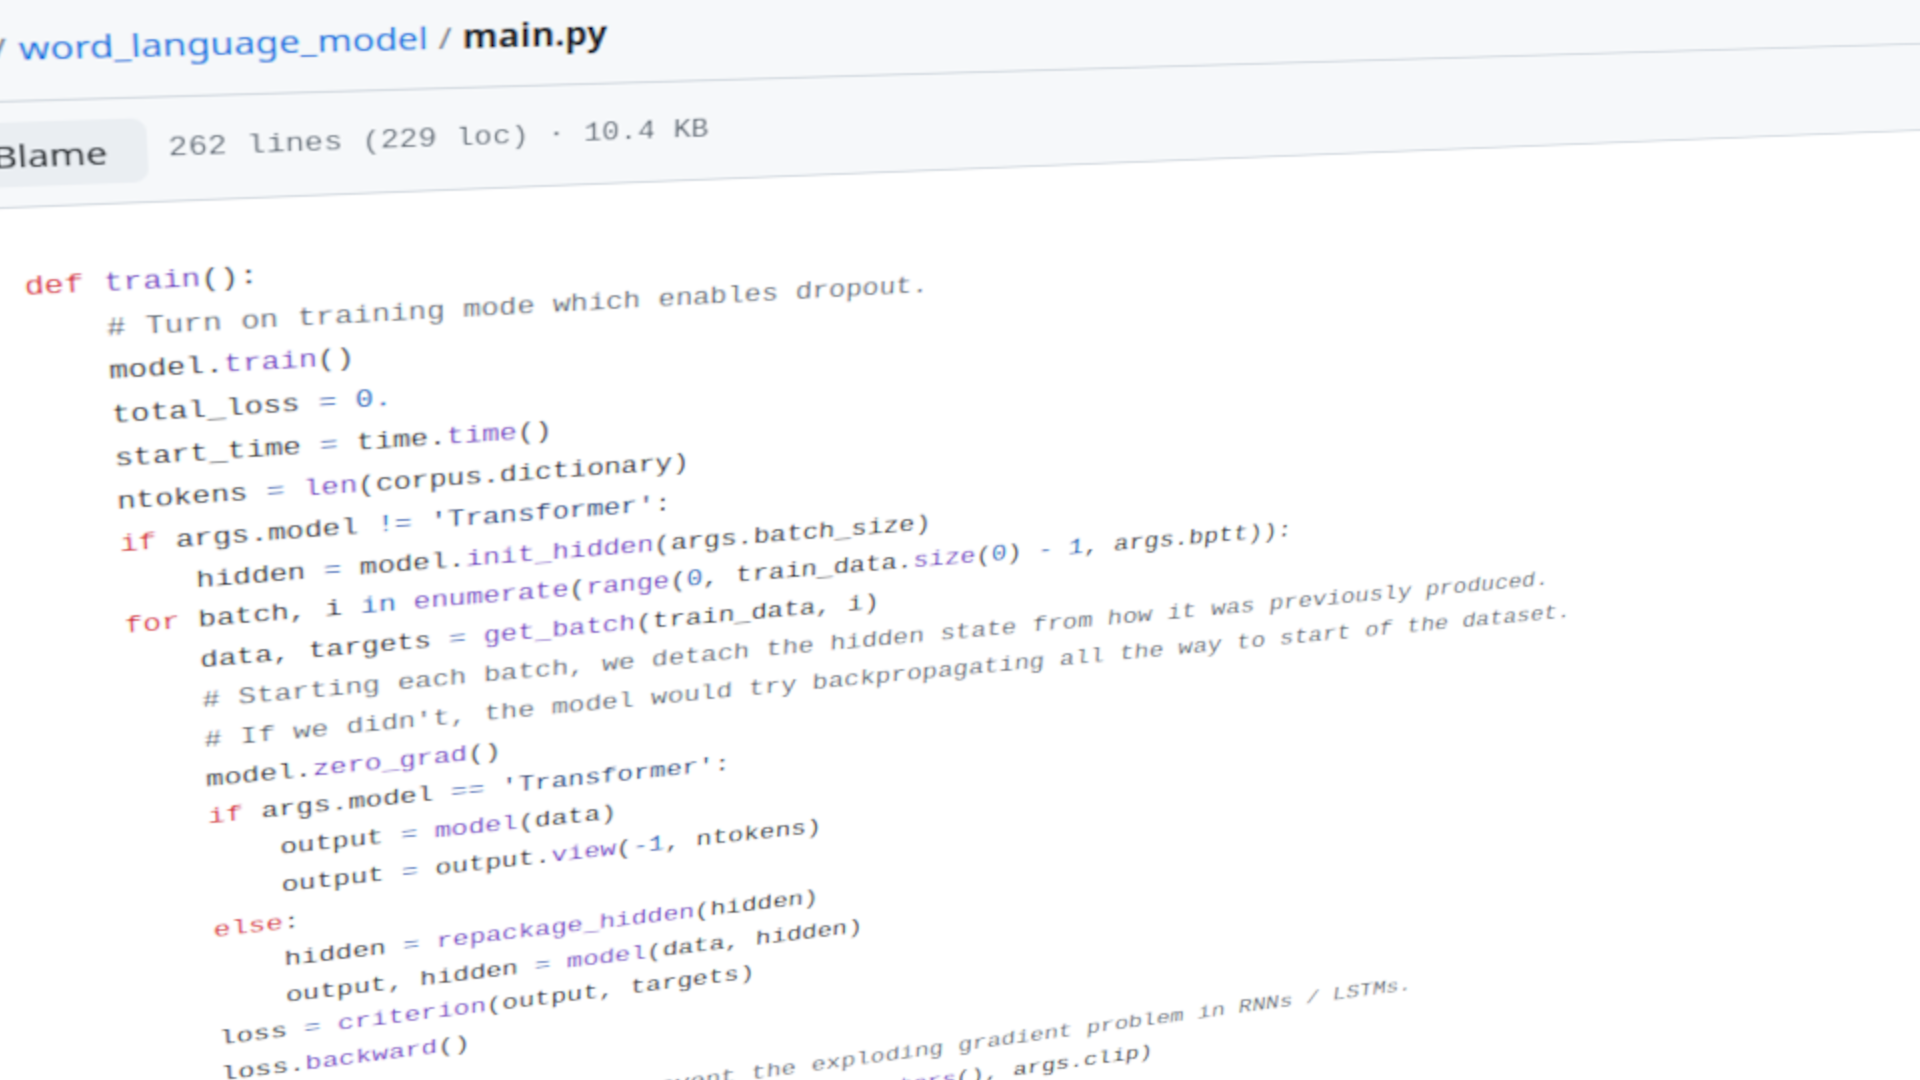 / word_language_model / main.py
Blame 262 lines (229 loc) · 10.4 KB
def train():
# Turn on training mode which enables dropout.
model.train()
total_loss = 0.
start_time = time.time()
ntokens = len(corpus.dictionary)
if args.model != 'Transformer':
hidden = model.init_hidden(args.batch_size)
for batch, i in enumerate(range(0, train_data.size(0) - 1, args.bptt)):
data, targets = get_batch(train_data, i)
# Starting each batch, we detach the hidden state from how it was previously produced.
# If we didn't, the model would try backpropagating all the way to start of the dataset.
model.zero_grad()
if args.model == 'Transformer':
output = model(data)
output = output.view(-1, ntokens)
else:
hidden = repackage_hidden(hidden)
output, hidden = model(data, hidden)
loss = criterion(output, targets)
loss.backward()
the exploding gradient problem in RNNs / LSTMs.
(), args.clip)